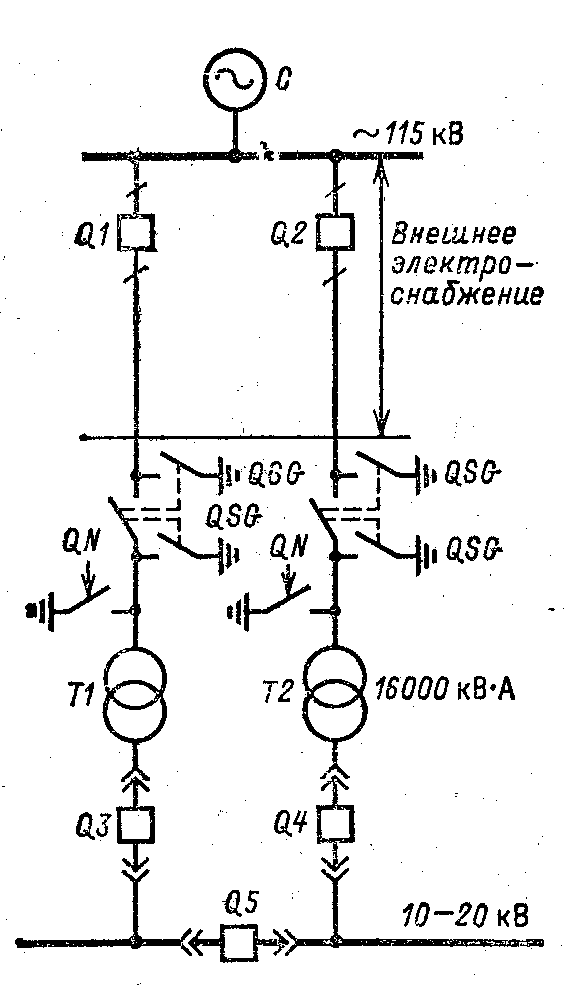 C
~115 кВ
Q1
Q2
Внешнее
электро-
снабжение
QGG
QSG
QSG
QN
QN
QSG
T1
T2
16000 кВ·А
Q3
Q4
Q5
10-20 кВ